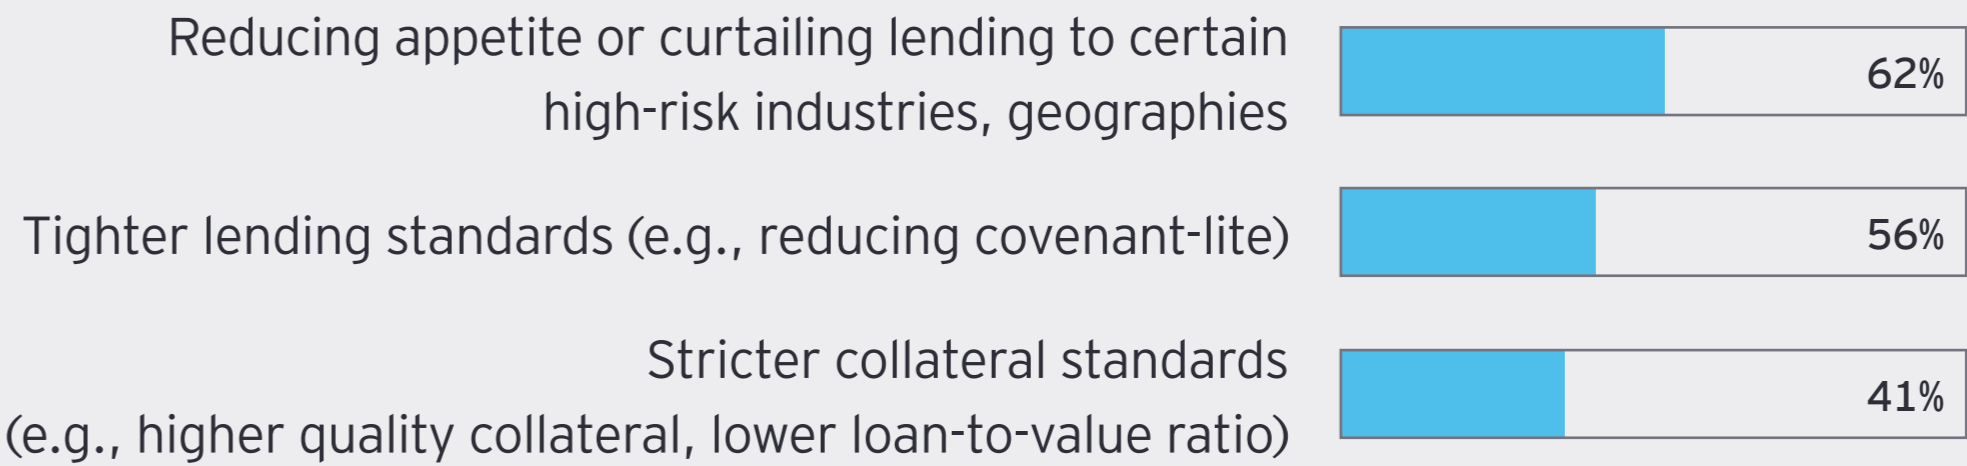 Reducing appetite or curtailing lending to certain
high-risk industries, geographies
62%
Tighter lending standards (e.g., reducing covenant-lite)
56%
Stricter collateral standards
(e.g., higher quality collateral, lower loan-to-value ratio)
41%